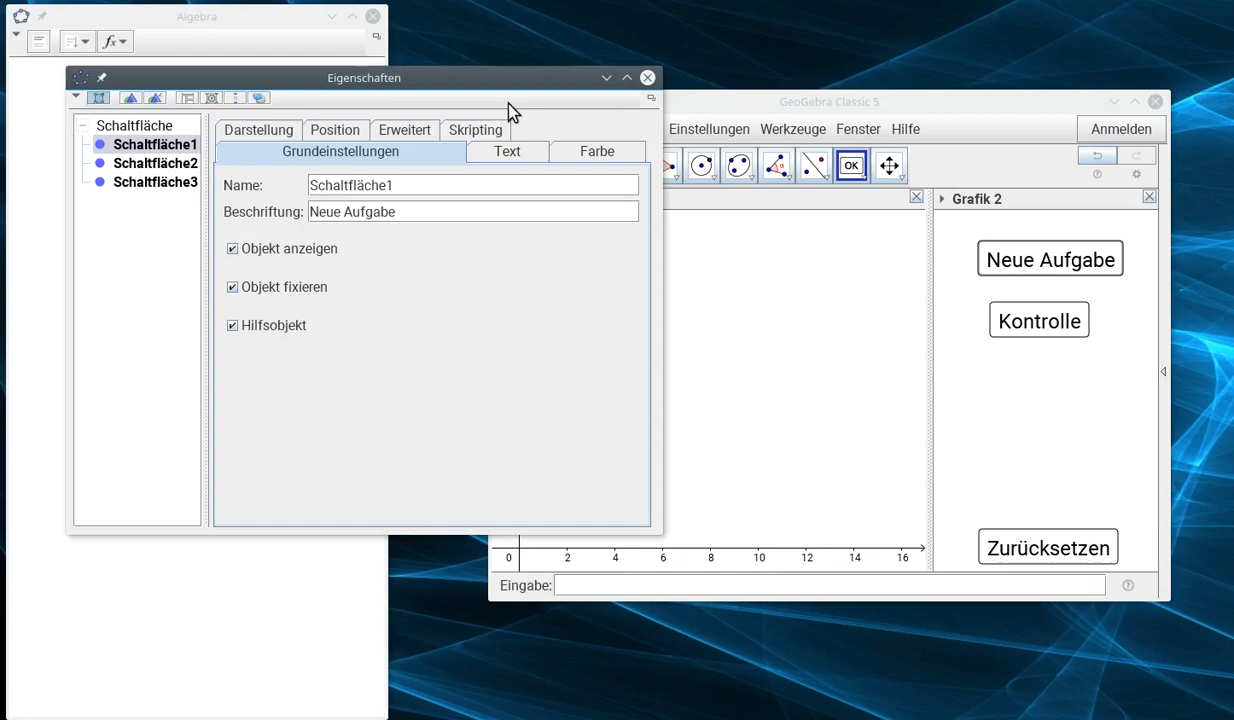 Algebra
Eigenschaften
Schaltfläche
Schaltfläche1
Schaltfläche2
Schaltfläche3
Darstellung Position Erweitert Skripting
Grundeinstellungen Text Farbe
Name: Schaltfläche1
Beschriftung: Neue Aufgabe
Objekt anzeigen
Objekt fixieren
Hilfsobjekt
GeoGebra Classic 5
Einstellungen Werkzeuge Fenster Hilfe Anmelden
OK
Grafik 2
Neue Aufgabe
Kontrolle
Zurücksetzen
0 2 4 6 8 10 12 14 16
Eingabe: